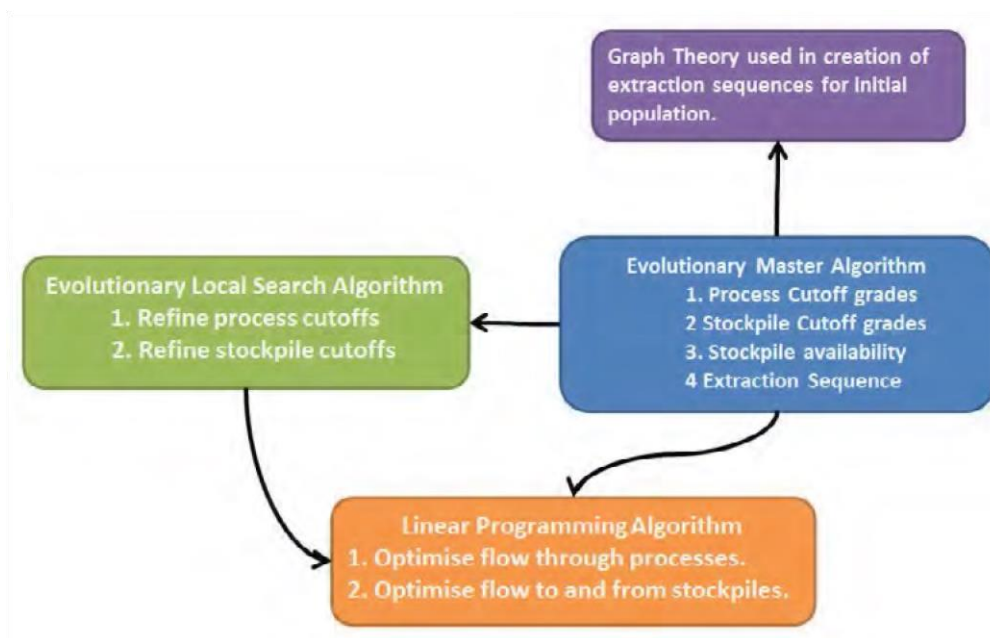 Graph Theory used in creation of
extraction sequences for initial
population.
Evolutionary Local Search Algorithm
1. Refine process cutoffs
2. Refine stockpile cutoffs
Evolutionary Master Algorithm
1. Process Cutoff grades
2 Stockpile Cutoff grades
3. Stockpile availability
4 Extraction Sequence
Linear Programming Algorithm
1. Optimise flow through processes.
2. Optimise flow to and from stockpiles.